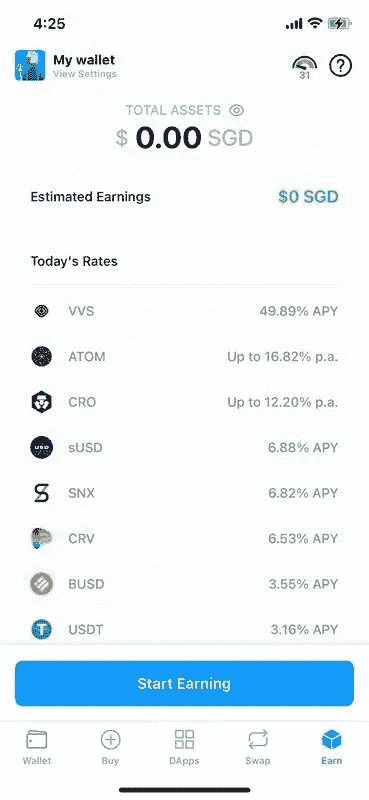 4:25
My wallet
View Settings
31
TOTAL ASSETS
$ 0.00 SGD
Estimated Earnings $0 SGD
Today's Rates
VVS 49.89% APY
ATOM Up to 16.82% p.a.
CRO Up to 12.20% p.a.
USD sUSD 6.88% APY
SNX 6.82% APY
CRV 6.53% APY
BUSD 3.55% APY
USDT 3.16% APY
Start Earning
Wallet Buy DApps Swap Earn